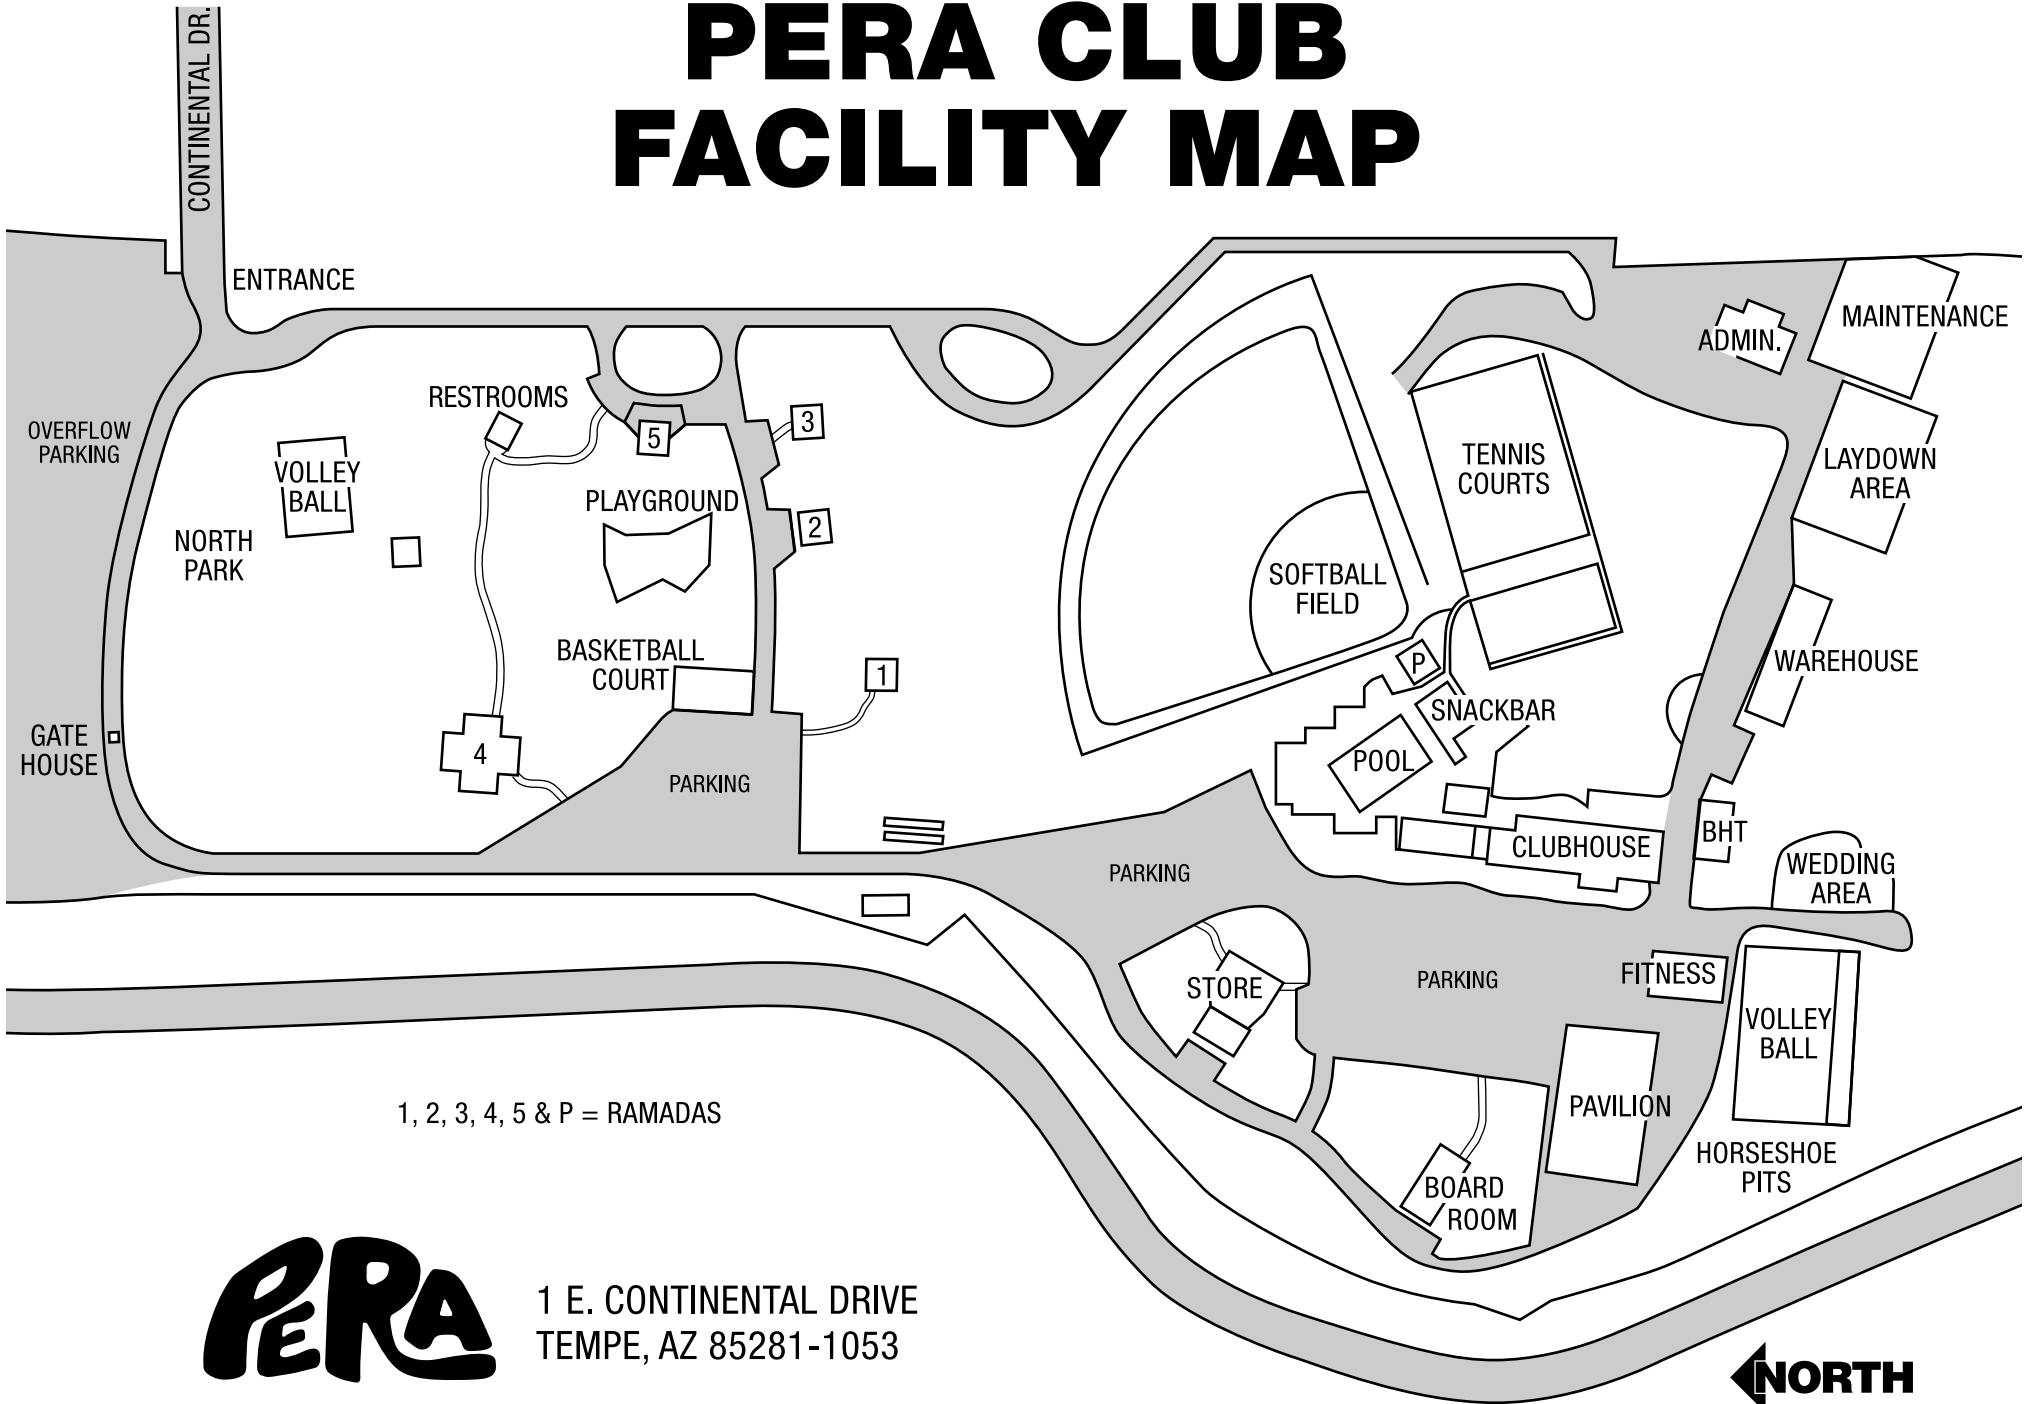 PERA CLUB
FACILITY MAP
CONTINENTAL DR.
ENTRANCE
MAINTENANCE
ADMIN.
RESTROOMS
OVERFLOW
PARKING
3
5
VOLLEY
BALL
TENNIS
COURTS
LAYDOWN
AREA
PLAYGROUND
2
NORTH
PARK
SOFTBALL
FIELD
BASKETBALL
COURT
1
P
WAREHOUSE
SNACKBAR
GATE
HOUSE
4
POOL
PARKING
BHT
CLUBHOUSE
PARKING
WEDDING
AREA
STORE
PARKING
FITNESS
VOLLEY
BALL
1, 2, 3, 4, 5 & P = RAMADAS
PAVILION
HORSESHOE
PITS
BOARD
ROOM
PERA
1 E. CONTINENTAL DRIVE
TEMPE, AZ 85281-1053
NORTH